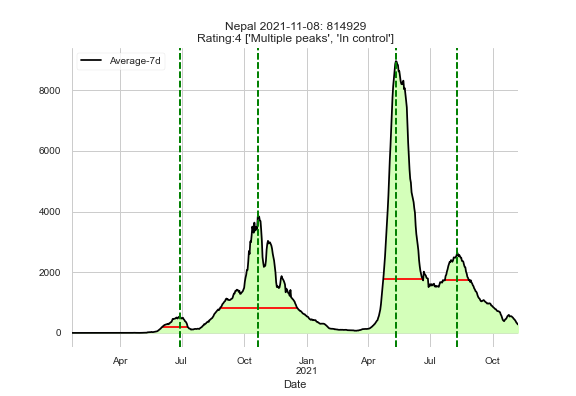 Nepal 2021-11-08: 814929
Rating:4 ['Multiple peaks', 'In control']
Average-7d
8000
6000
4000
2000
0
Apr
Jul
Oct
Jan
2021
Apr
Jul
Oct
Date